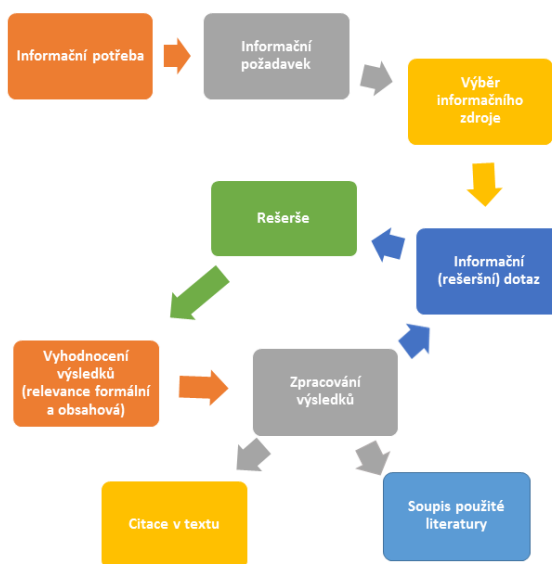 Informační potřeba
Informační
požadavek
Výběr
informačního
zdroje
Rešerše
Informační
(rešeršní) dotaz
Vyhodnocení
výsledků
(relevance formální
a obsahová)
Zpracování
výsledků
Citace v textu
Soupis použité
literatury